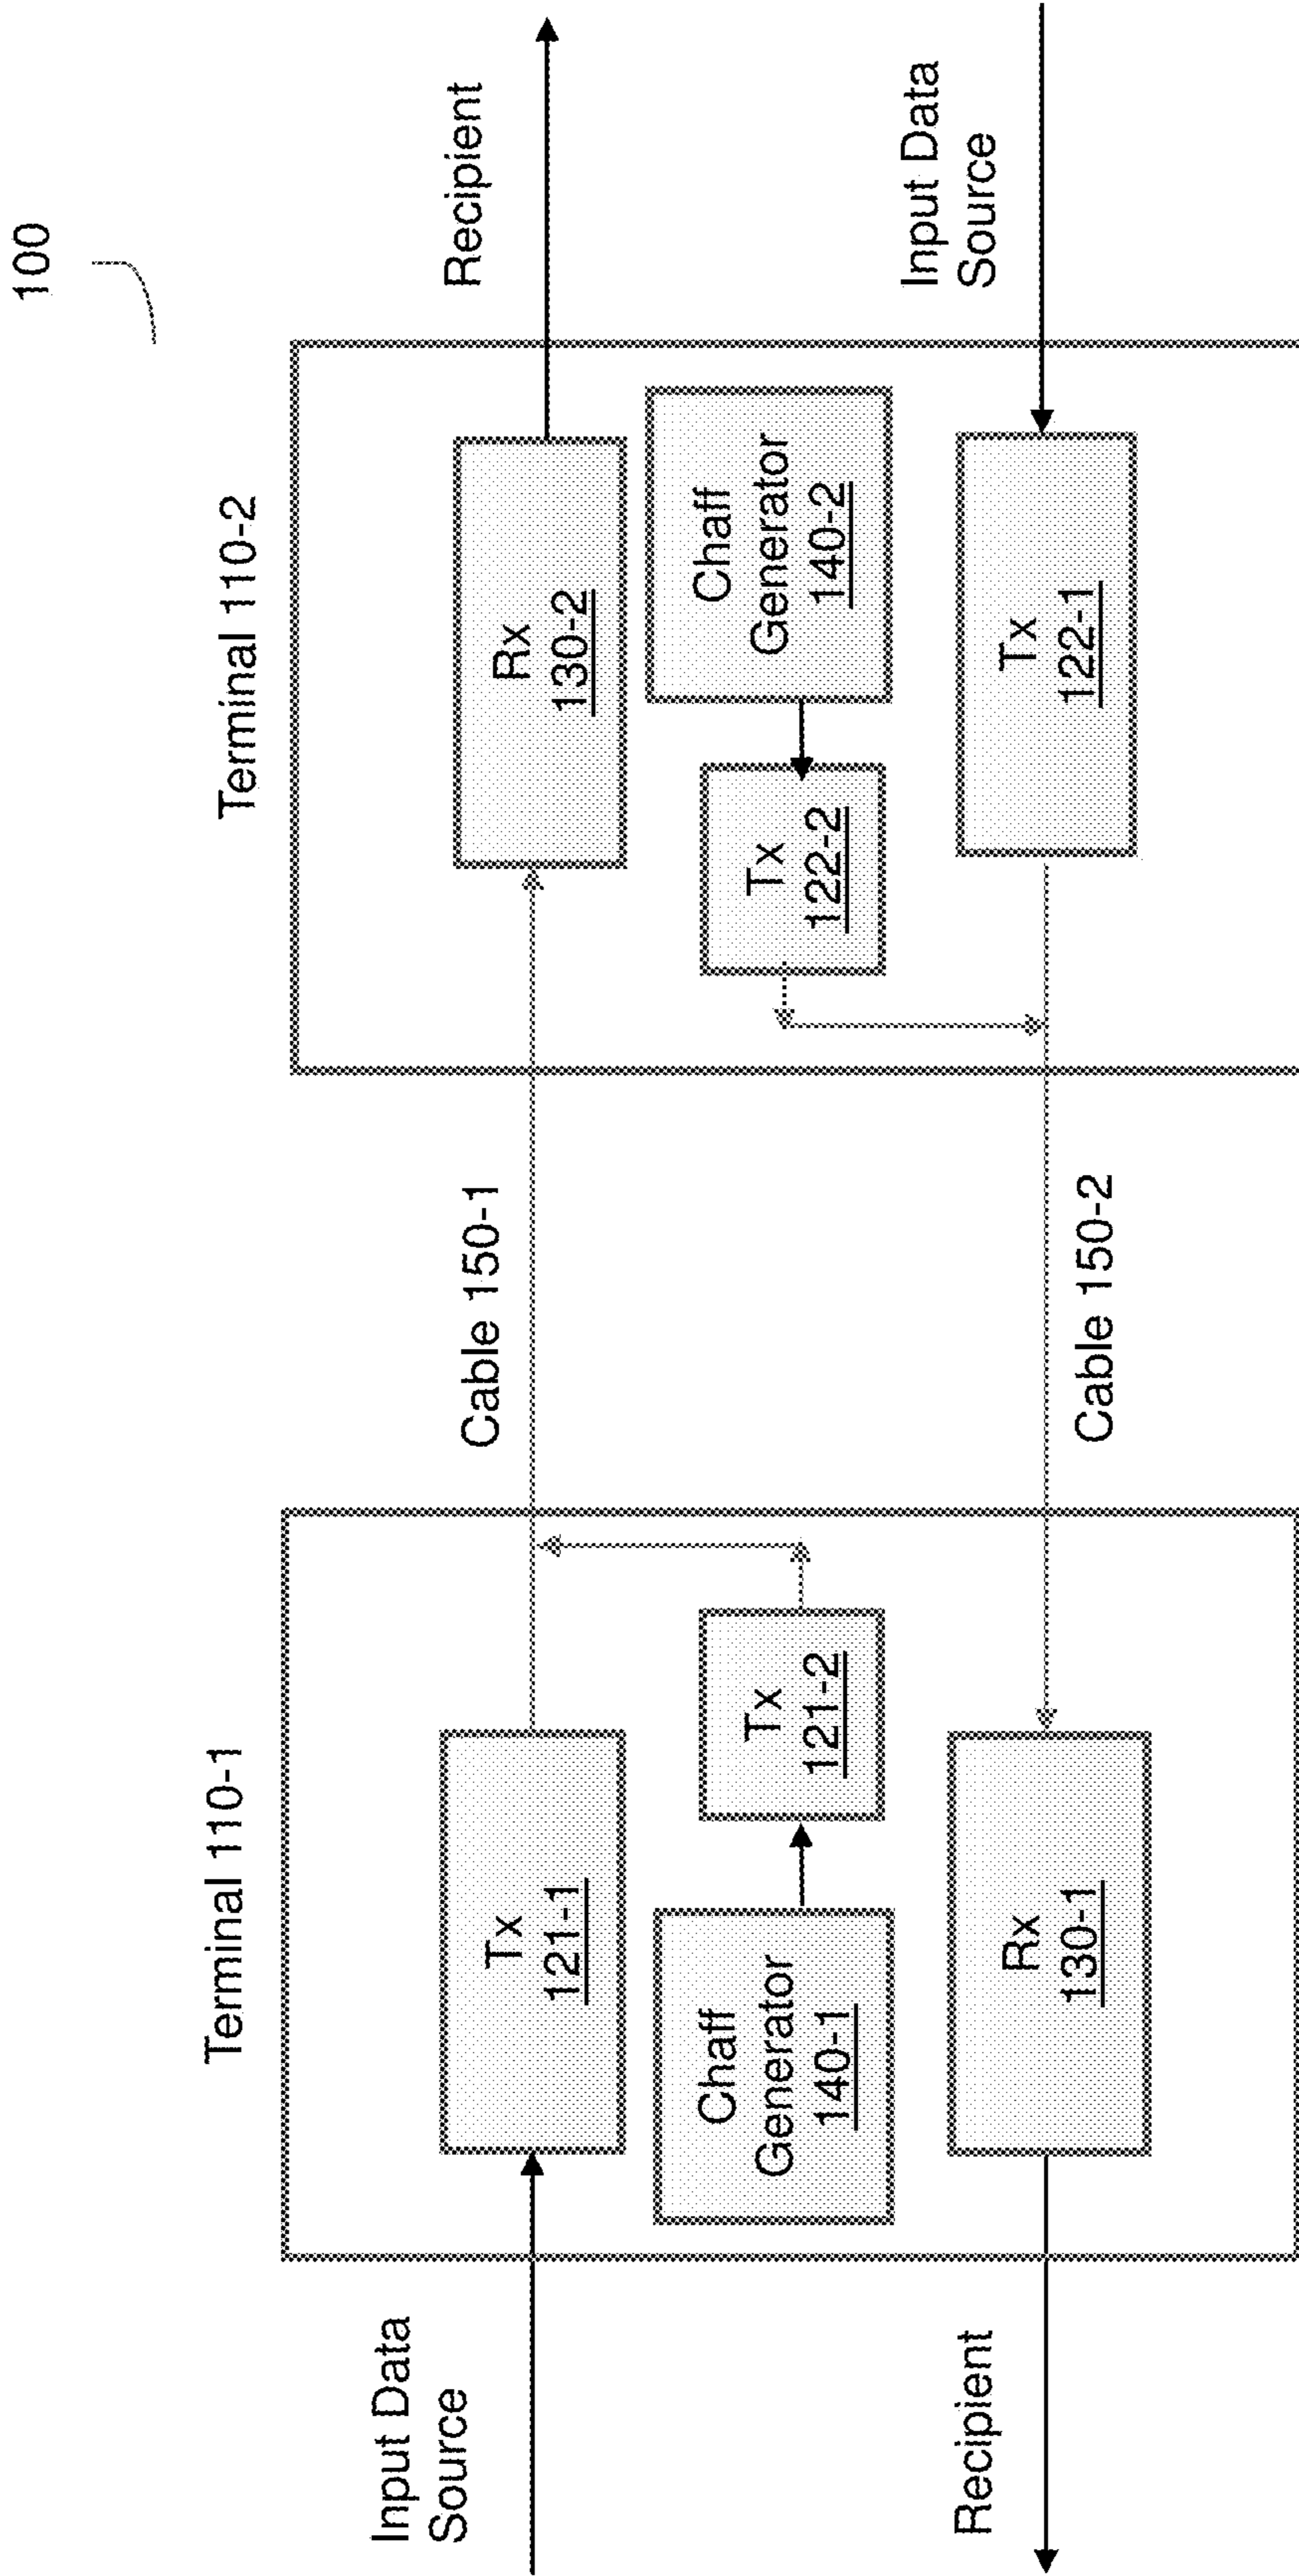 100
Terminal 110-1
Terminal 110-2
Input Data
Source
Tx
121-1
Cable 150-1
Rx
130-2
Recipient
Chaff
Generator
140-1
Tx
121-2
Tx
122-2
Chaff
Generator
140-2
Recipient
Rx
130-1
Cable 150-2
Tx
122-1
Input Data
Source